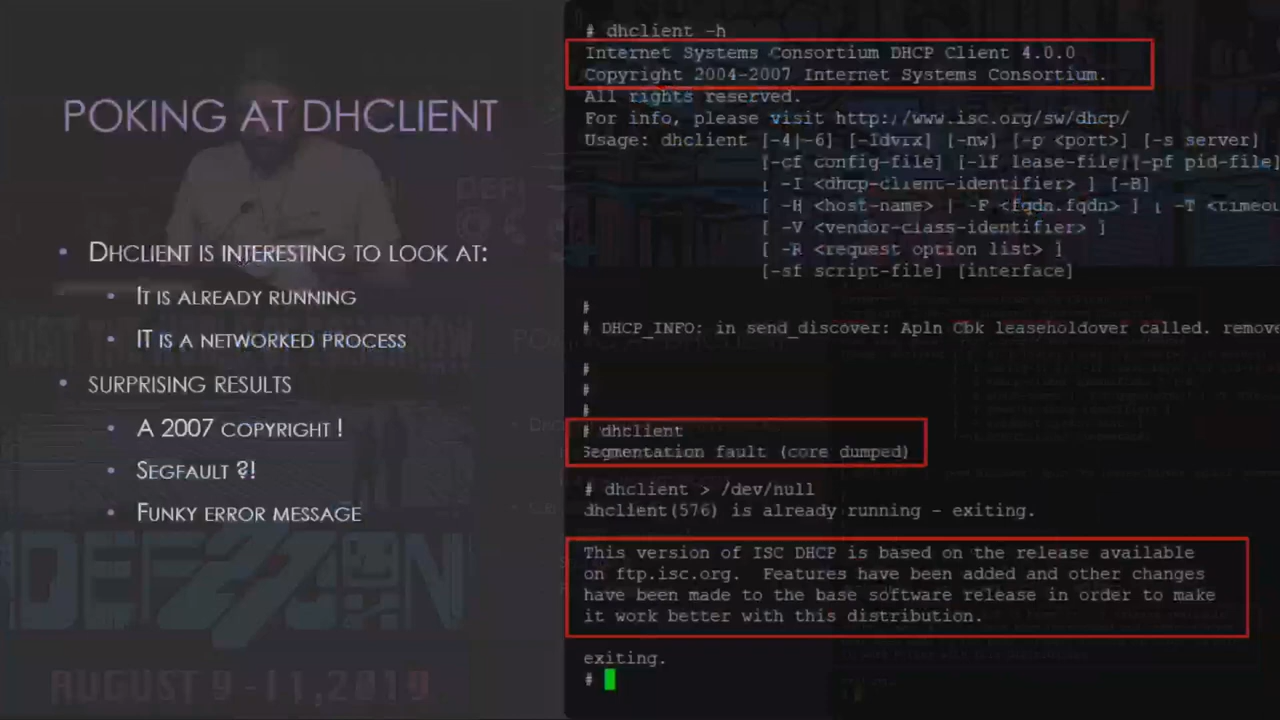 POKING AT DHCLIENT
• DHCLIENT IS INTERESTING TO LOOK AT:
• IT IS ALREADY RUNNING
• IT IS A NETWORKED PROCESS
• SURPRISING RESULTS
• A 2007 COPYRIGHT !
• SEGFAULT ?!
• FUNKY ERROR MESSAGE
# dhclient -h
Internet Systems Consortium DHCP Client 4.0.0
Copyright 2004-2007 Internet Systems Consortium.
All rights reserved.
For info, please visit http://www.isc.org/sw/dhcp/
Usage: dhclient [-4|-6] [-1dvrx] [-nw] [-p <port>] [-s server]
[-cf config-file] [-lf lease-file][-pf pid-file]
[ -I <dhcp-client-identifier> ] [-B]
[ -H <host-name> | -F <fqdn.fqdn> ] [ -T <timeou
[ -V <vendor-class-identifier> ]
[ -R <request option list> ]
[-sf script-file] [interface]
#
# DHCP_INFO: in send_discover: Apln Cbk leaseholdover called. remove
#
#
#
# dhclient
Segmentation fault (core dumped)
# dhclient > /dev/null
dhclient(576) is already running - exiting.
This version of ISC DHCP is based on the release available
on ftp.isc.org. Features have been added and other changes
have been made to the base software release in order to make
it work better with this distribution.
exiting.
#
DEFCON
AUGUST 9-11, 2019